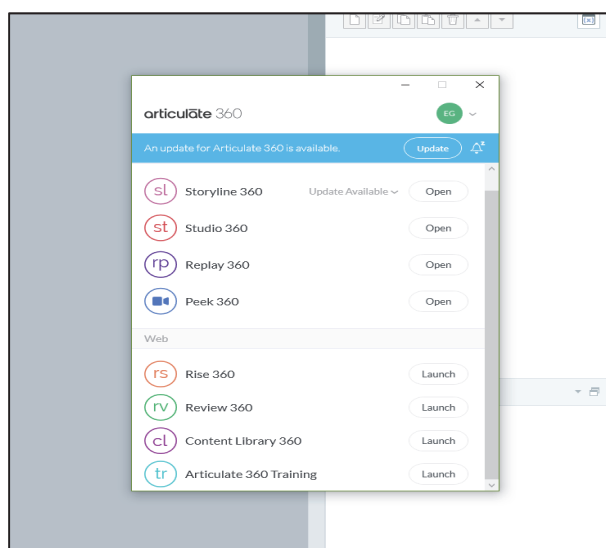 articulate 360
EG
An update for Articulate 360 is available.
Update
sl Storyline 360 Update Available Open
st Studio 360 Open
rp Replay 360 Open
Peek 360 Open
Web
rs Rise 360 Launch
rv Review 360 Launch
cl Content Library 360 Launch
tr Articulate 360 Training Launch